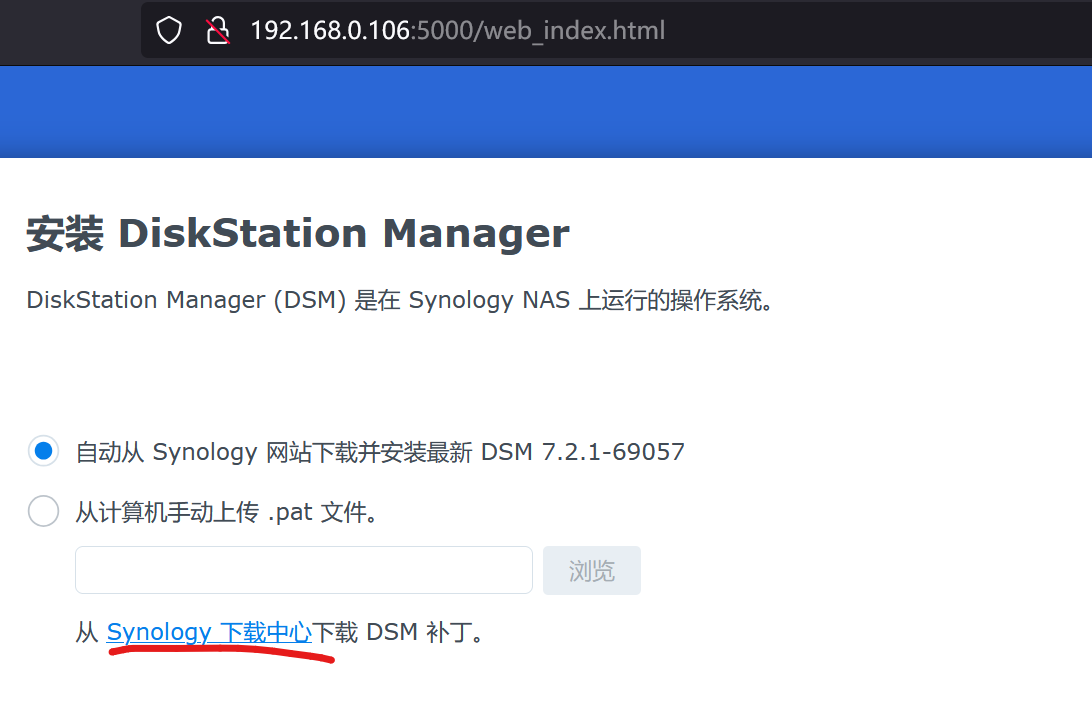 192.168.0.106:5000/web_index.html
安装 DiskStation Manager
DiskStation Manager (DSM) 是在 Synology NAS 上运行的操作系统。
自动从 Synology 网站下载并安装最新 DSM 7.2.1-69057
从计算机手动上传 .pat 文件。
浏览
从 Synology 下载中心下载 DSM 补丁。